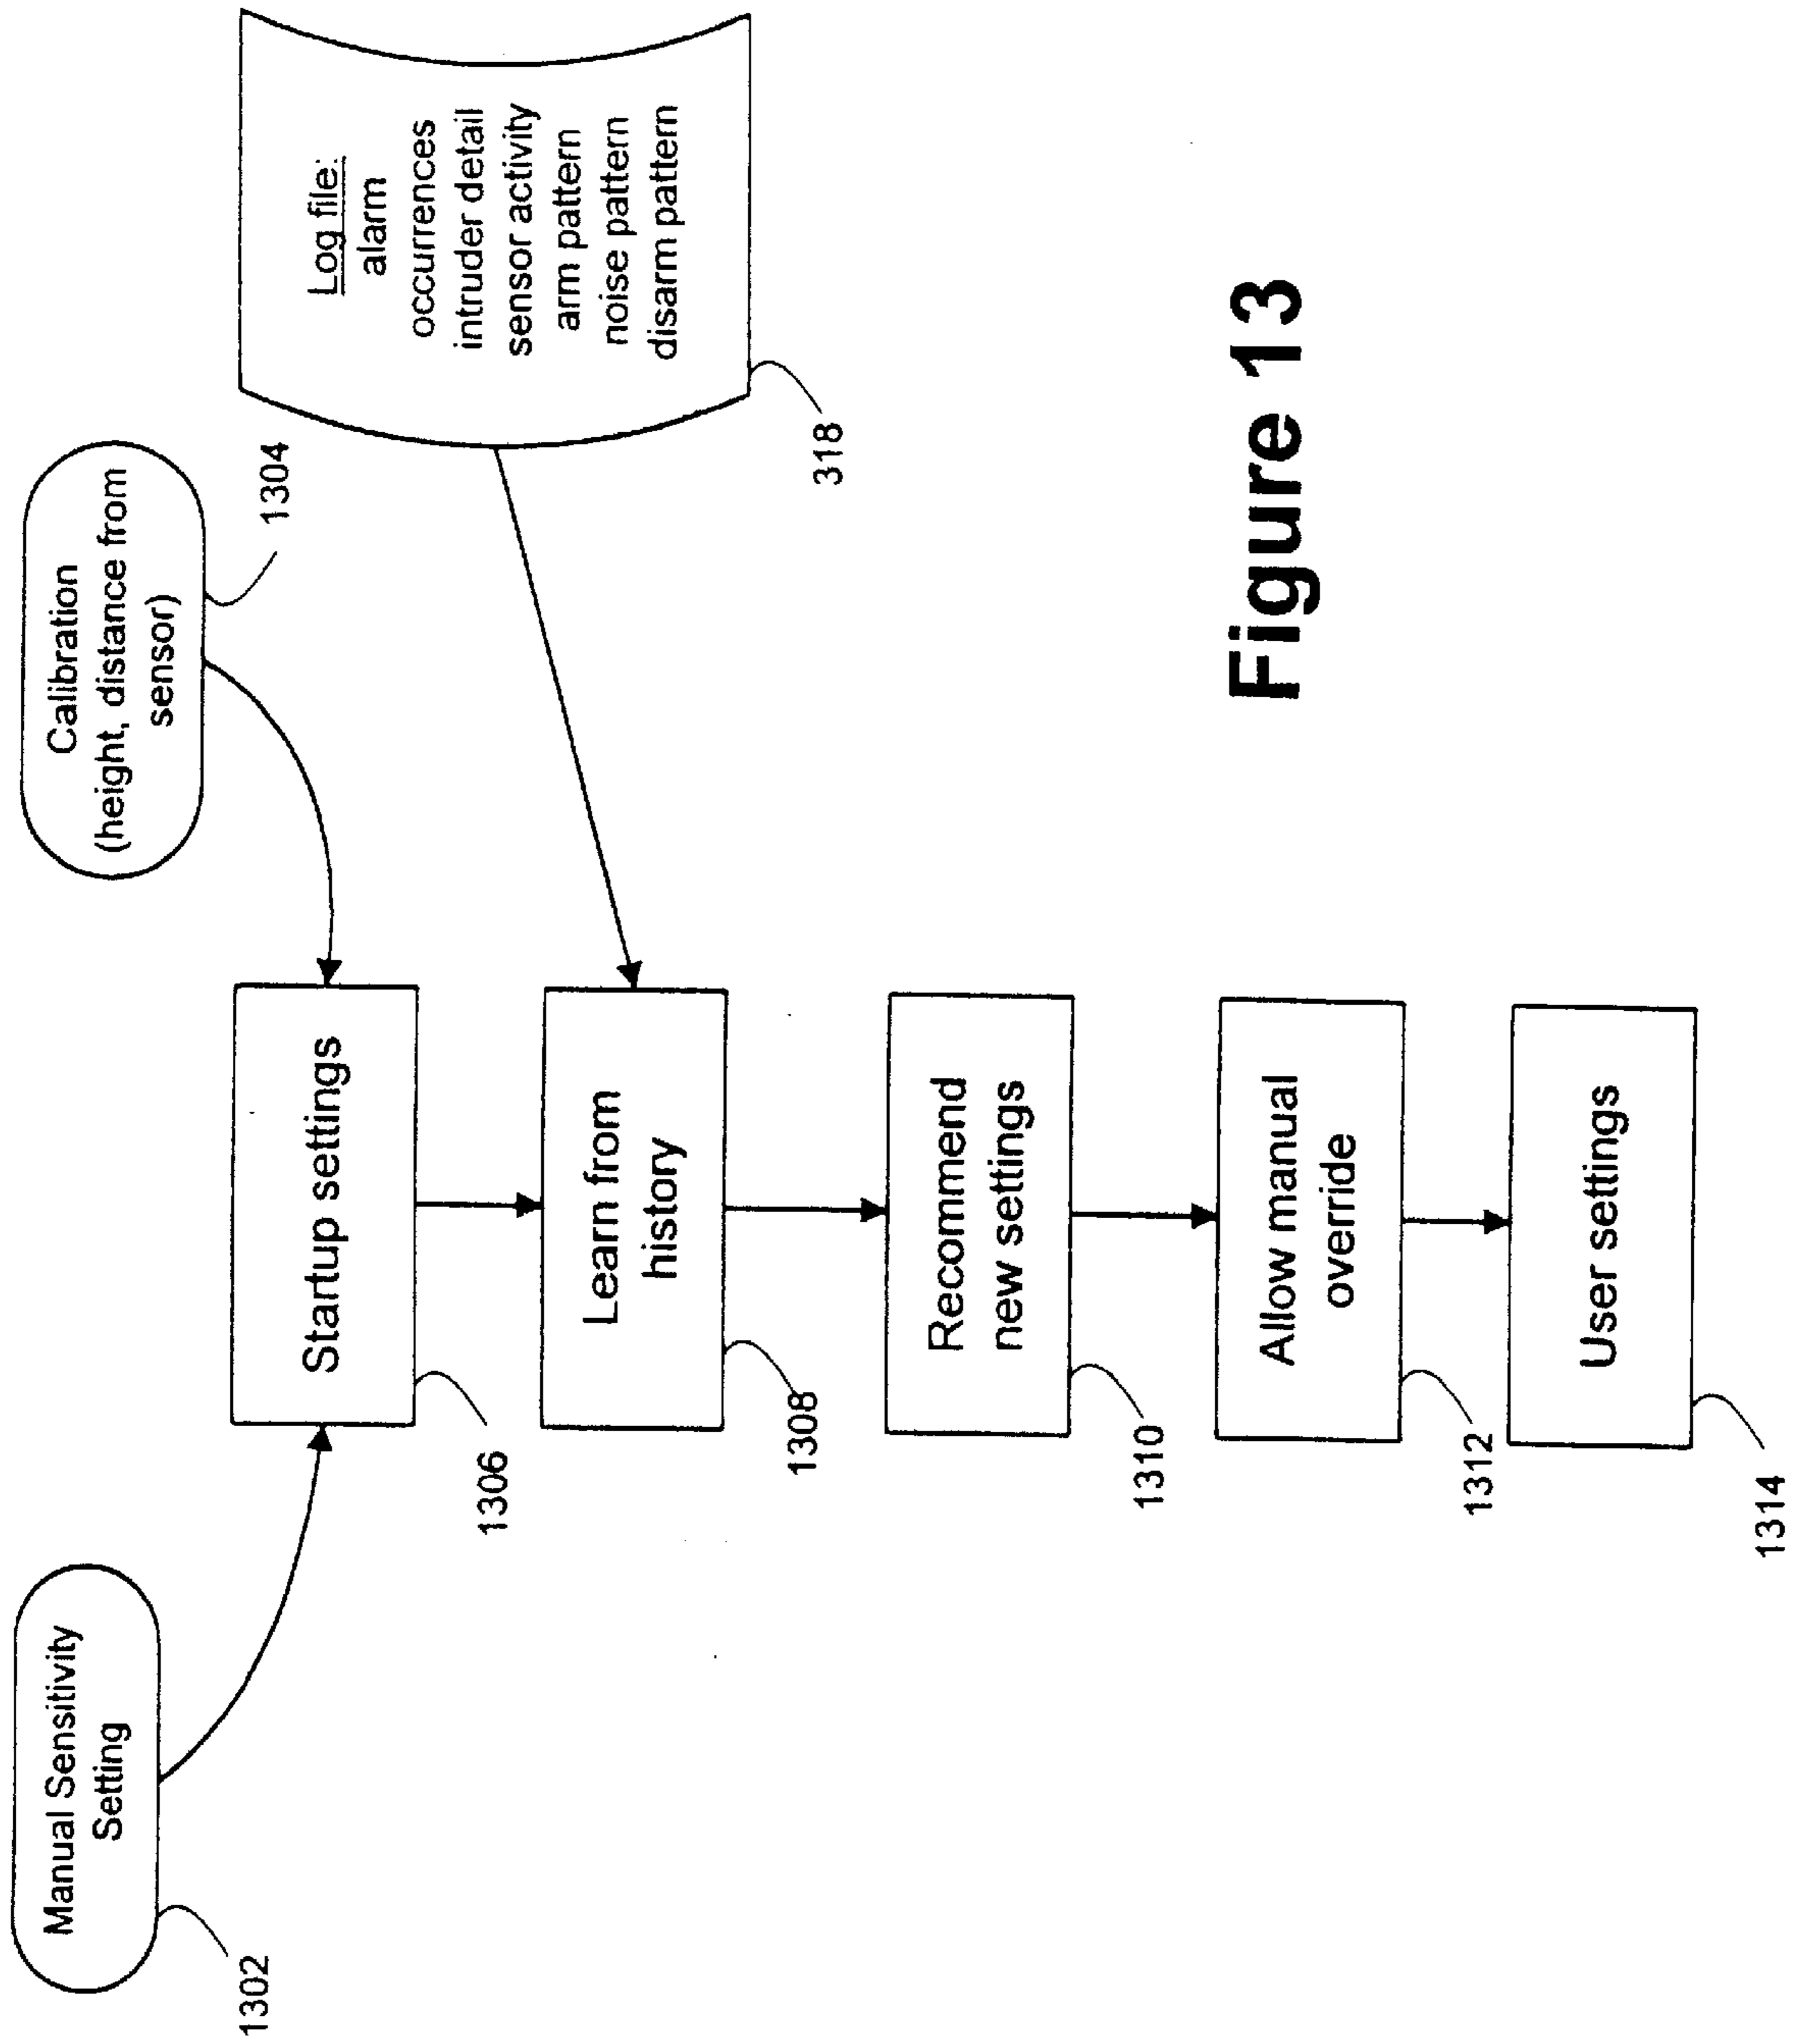 Manual Sensitivity
Setting
1302
Calibration
(height, distance from
sensor)
1304
Startup settings
1306
Log file:
alarm
occurrences
intruder detail
sensor activity
arm pattern
noise pattern
disarm pattern
318
Learn from
history
1308
Recommend
new settings
1310
Allow manual
override
1312
User settings
1314
Figure 13